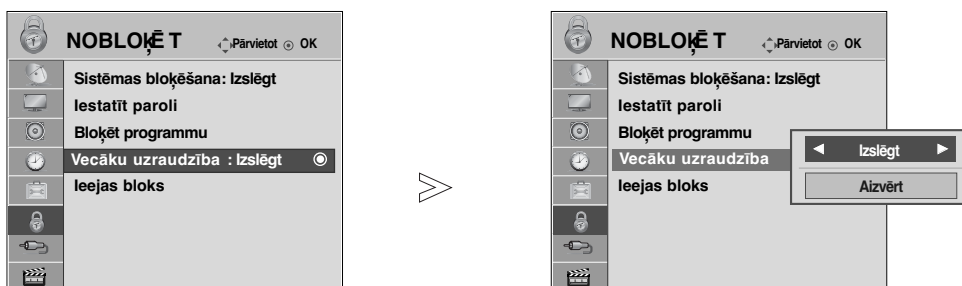 NOBLOĶĒT Pārvietot OK
Sistēmas bloķēšana: Izslēgt
Iestatīt paroli
Bloķēt programmu
Vecāku uzraudzība : Izslēgt
Ieejas bloks
NOBLOĶĒT Pārvietot OK
Sistēmas bloķēšana: Izslēgt
Iestatīt paroli
Bloķēt programmu
Vecāku uzraudzība
Ieejas bloks
◄ Izslēgt ►
Aizvērt